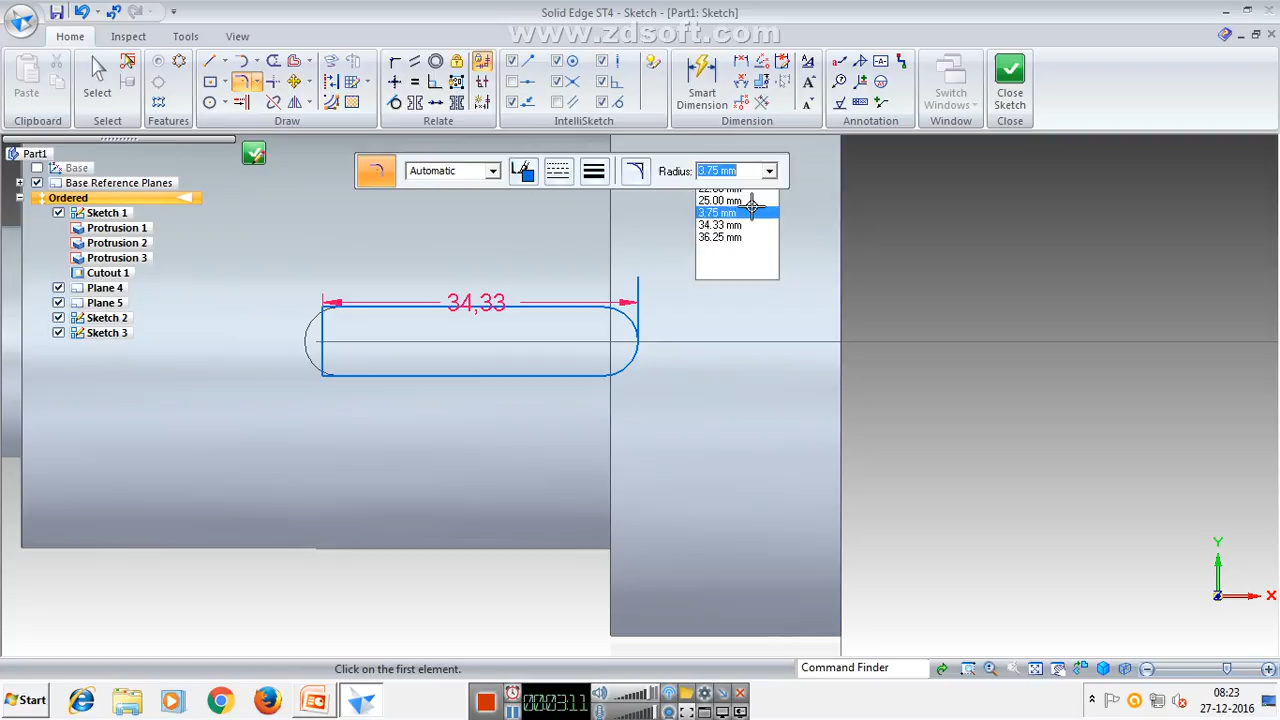 Solid Edge ST4 - Sketch - [Part1: Sketch]
www.zdsoft.com
Home Inspect Tools View
Paste
Select
Smart Dimension
Switch Windows
Close Sketch
Clipboard Select Features Draw Relate IntelliSketch Dimension Annotation Window Close
Part1
Base
Base Reference Planes
Ordered
Sketch 1
Protrusion 1
Protrusion 2
Protrusion 3
Cutout 1
Plane 4
Plane 5
Sketch 2
Sketch 3
Automatic Radius: 3.75 mm
25.00 mm
3.75 mm
34.33 mm
36.25 mm
34,33
Y
X
Click on the first element.
Command Finder
Start
00:03:11
08:23
27-12-2016